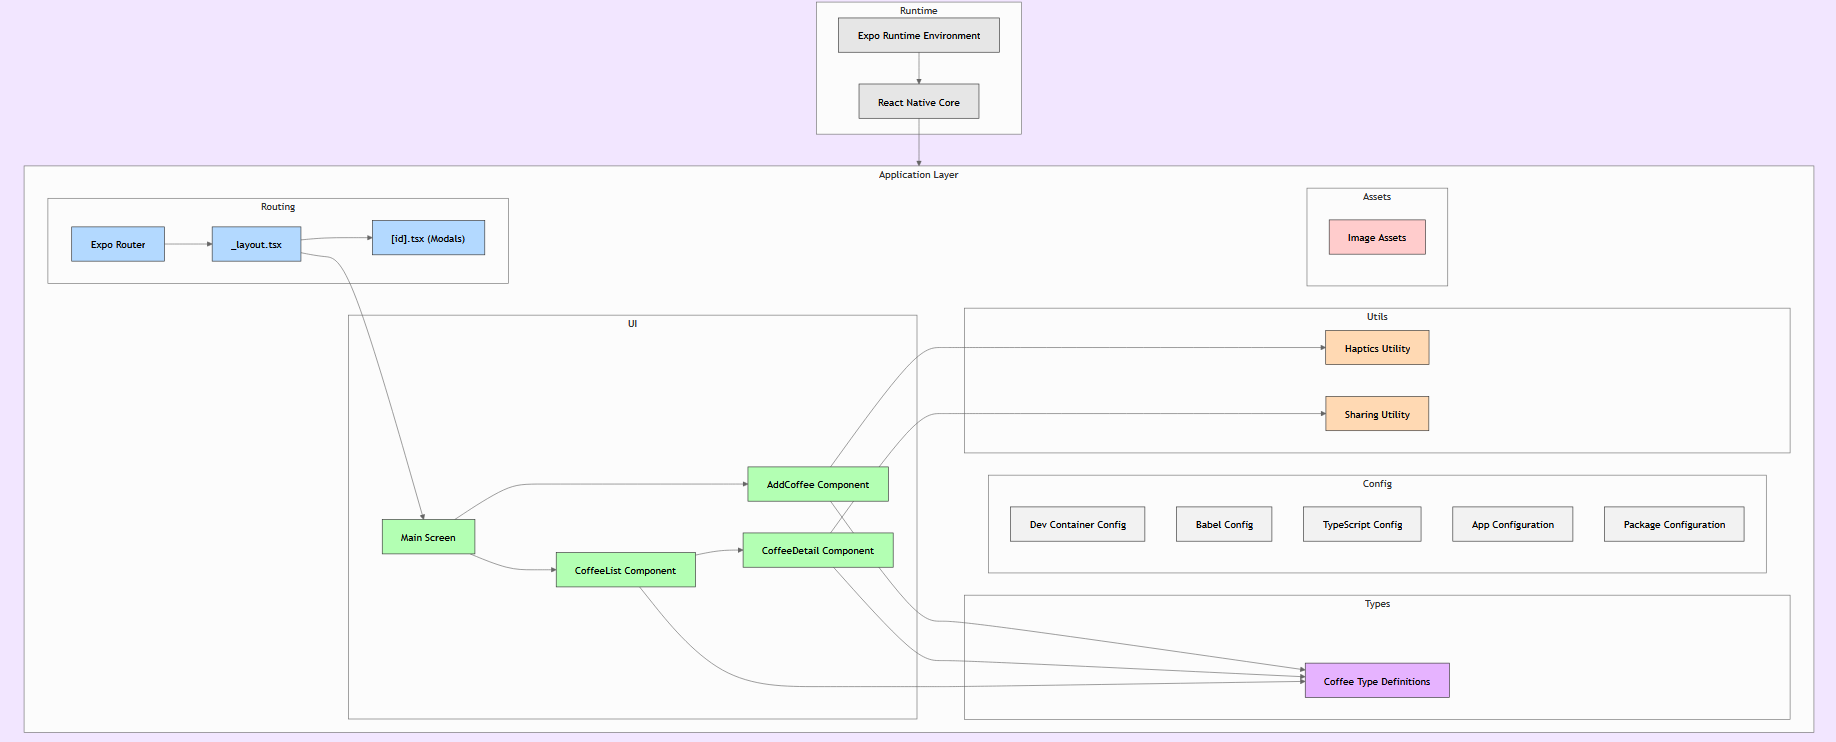 Runtime
Expo Runtime Environment
React Native Core
Application Layer
Routing
Expo Router
_layout.tsx
[id].tsx (Modals)
Assets
Image Assets
UI
Main Screen
CoffeeList Component
AddCoffee Component
CoffeeDetail Component
Utils
Haptics Utility
Sharing Utility
Config
Dev Container Config
Babel Config
TypeScript Config
App Configuration
Package Configuration
Types
Coffee Type Definitions